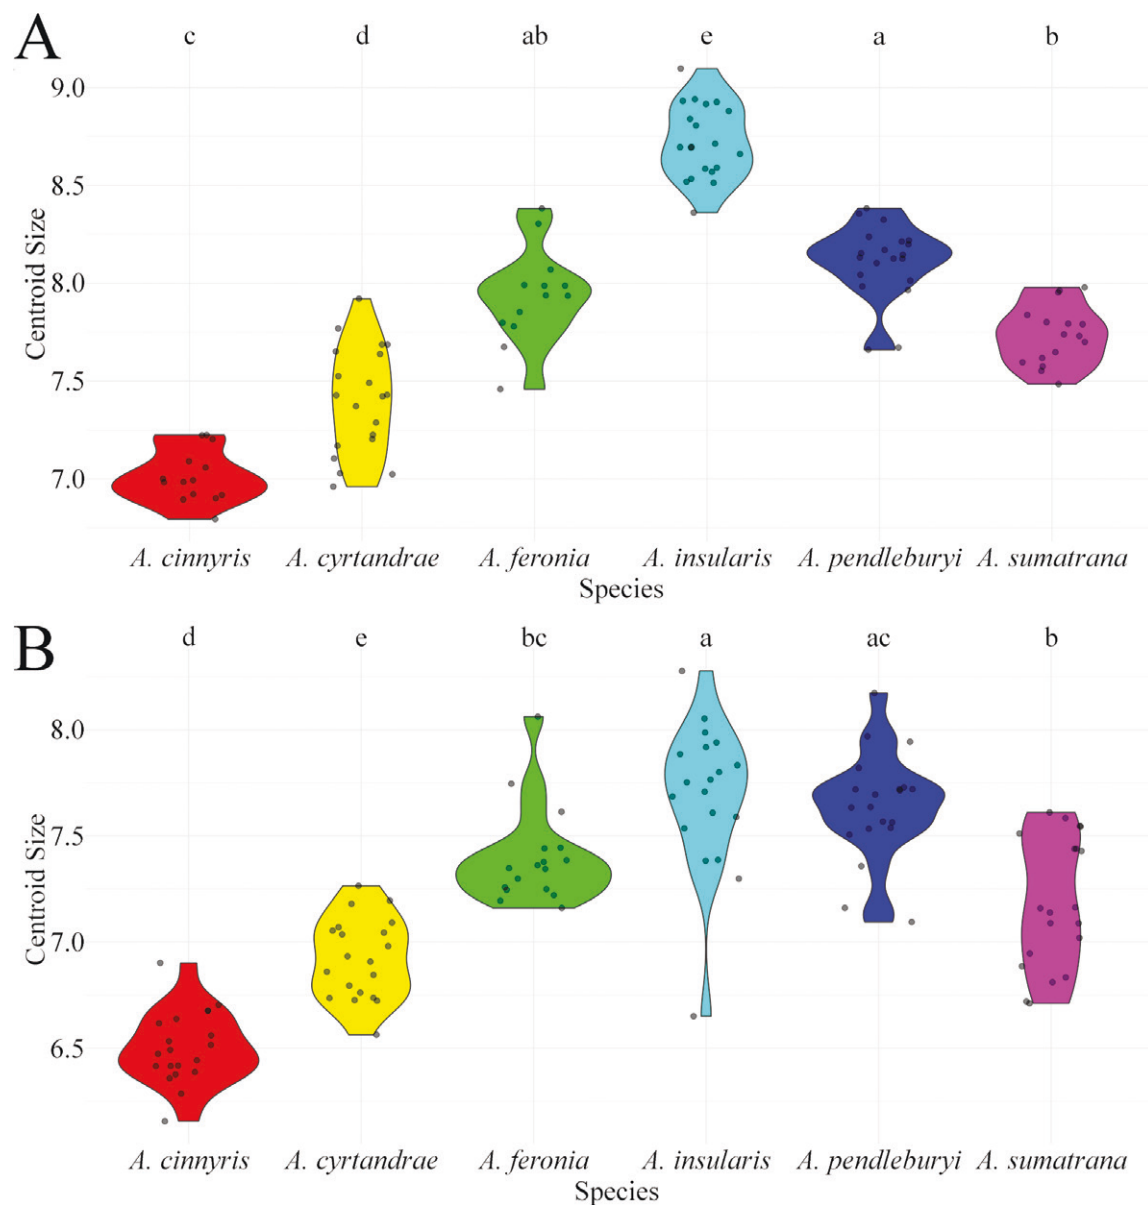 A
c d ab e a b
9.0
8.5
8.0
7.5
7.0
Centroid Size
A. cinnyris A. cyrtandrae A. feronia A. insularis A. pendleburyi A. sumatrana
Species
B
d e bc a ac b
8.0
7.5
7.0
6.5
Centroid Size
A. cinnyris A. cyrtandrae A. feronia A. insularis A. pendleburyi A. sumatrana
Species